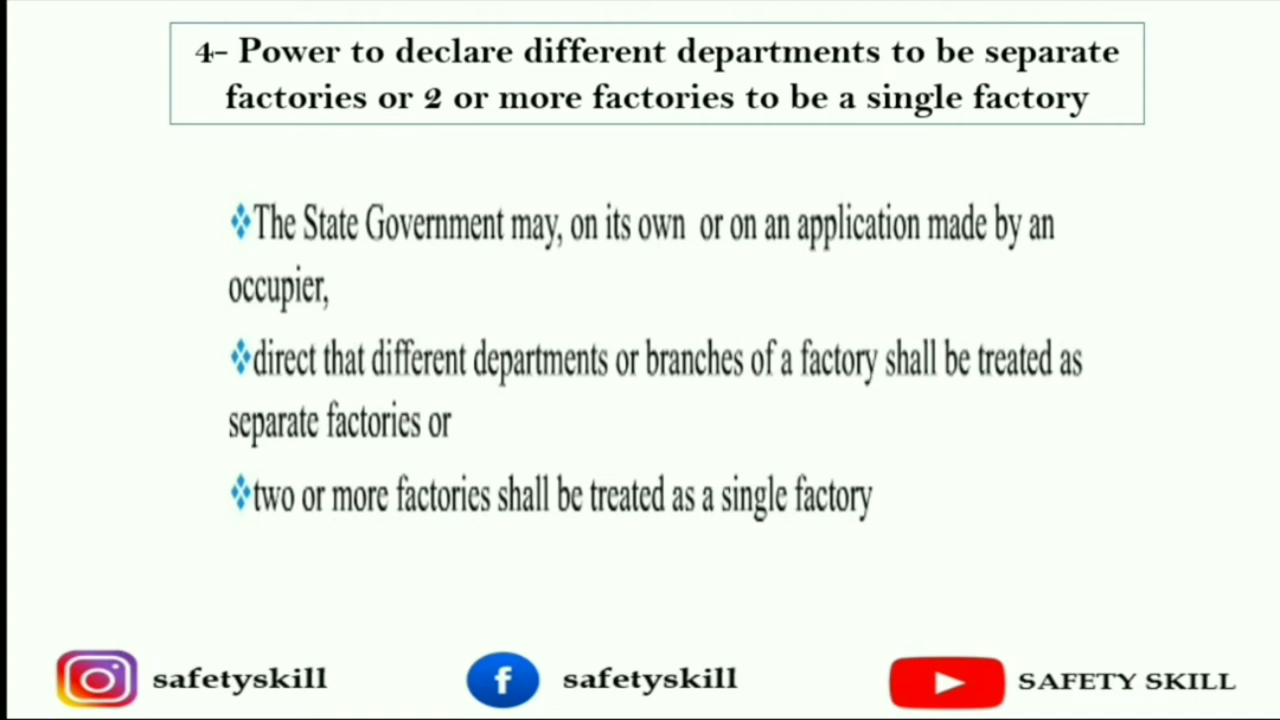 4- Power to declare different departments to be separate
factories or 2 or more factories to be a single factory
❖The State Government may, on its own or on an application made by an
occupier,
❖direct that different departments or branches of a factory shall be treated as
separate factories or
❖two or more factories shall be treated as a single factory
safetyskill
safetyskill
SAFETY SKILL